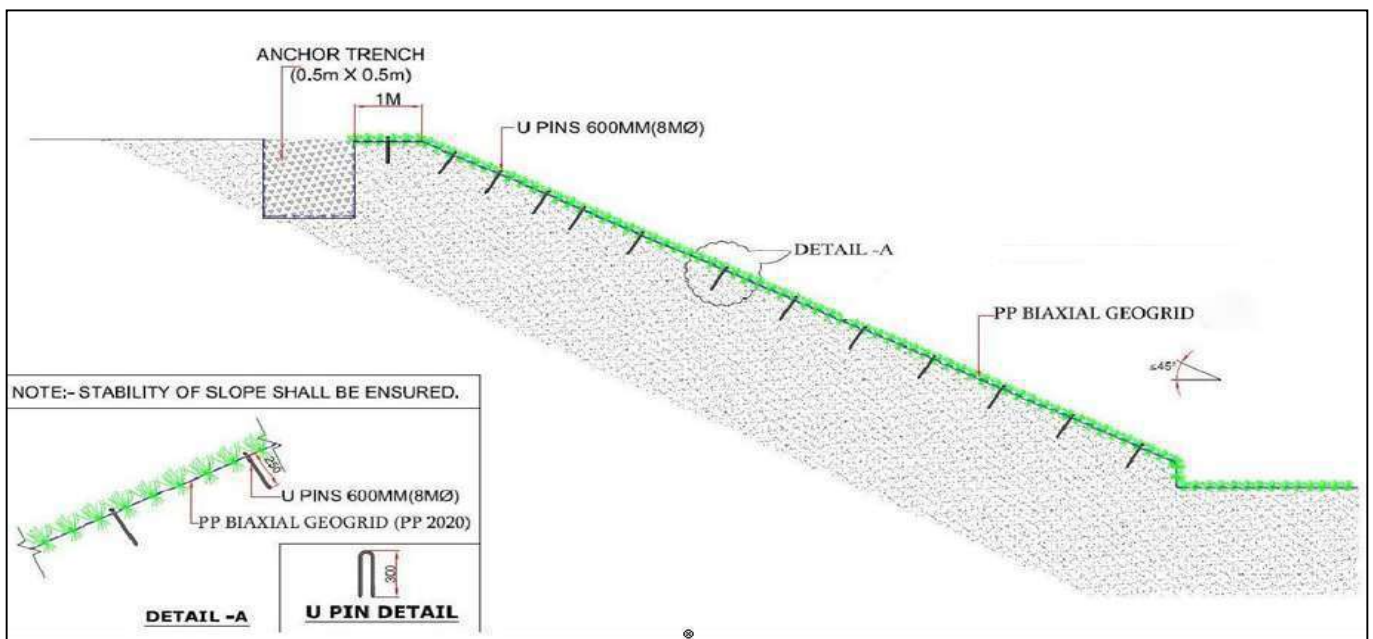 ANCHOR TRENCH
(0.5m X 0.5m)
1M
U PINS 600MM(8MØ)
DETAIL -A
PP BIAXIAL GEOGRID
≤45°
NOTE:- STABILITY OF SLOPE SHALL BE ENSURED.
250
U PINS 600MM(8MØ)
PP BIAXIAL GEOGRID (PP 2020)
300
DETAIL -A
U PIN DETAIL